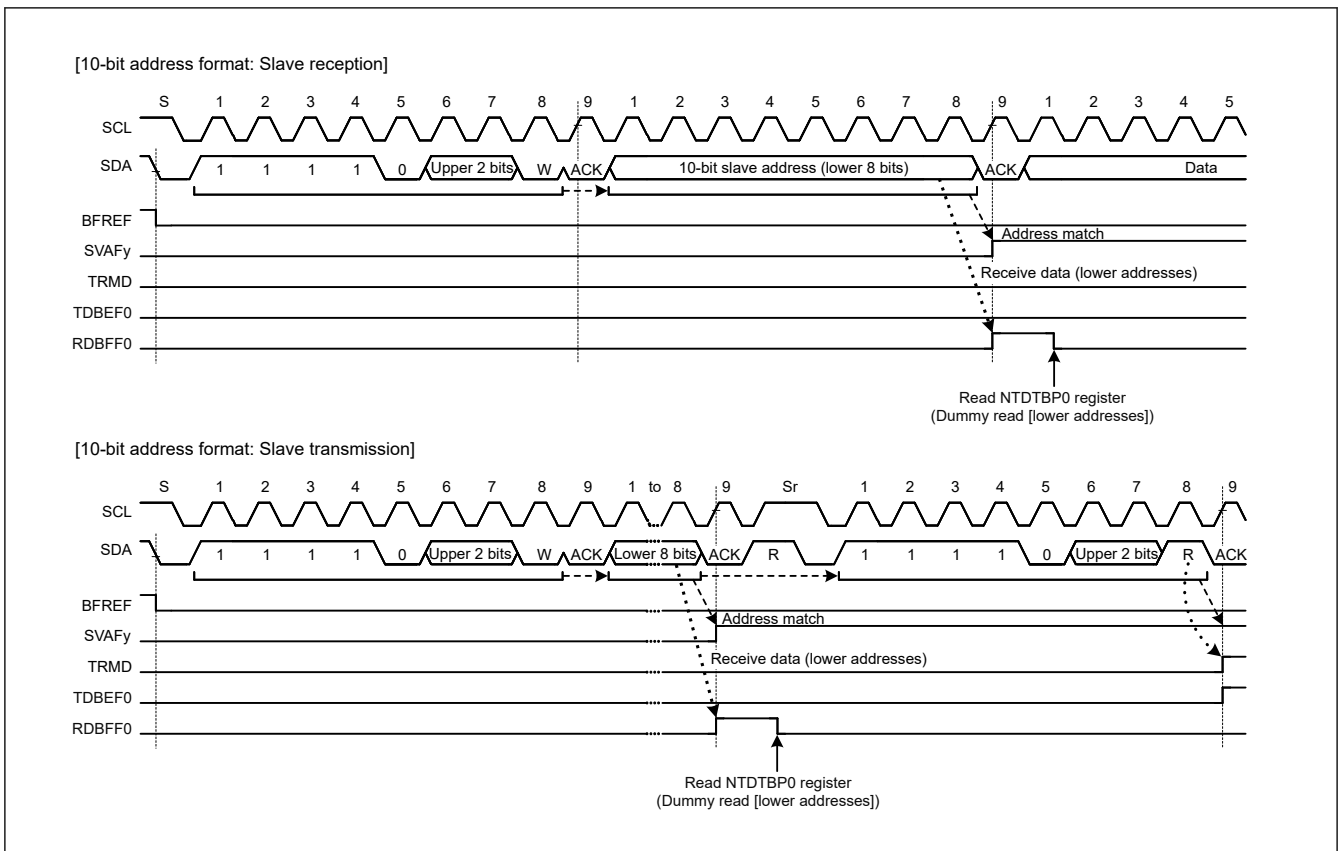 [10-bit address format: Slave reception]
S 1 2 3 4 5 6 7 8 9 1 2 3 4 5 6 7 8 9 1 2 3 4 5
SCL
SDA 1 1 1 1 0 Upper 2 bits W ACK 10-bit slave address (lower 8 bits) ACK Data
BFREF
Address match
SVAFy
Receive data (lower addresses)
TRMD
TDBEF0
RDBFF0
Read NTDTBP0 register
(Dummy read [lower addresses])
[10-bit address format: Slave transmission]
S 1 2 3 4 5 6 7 8 9 1 to 8 9 Sr 1 2 3 4 5 6 7 8 9
SCL
SDA 1 1 1 1 0 Upper 2 bits W ACK Lower 8 bits ACK R 1 1 1 1 0 Upper 2 bits R ACK
BFREF
Address match
SVAFy
Receive data (lower addresses)
TRMD
TDBEF0
RDBFF0
Read NTDTBP0 register
(Dummy read [lower addresses])